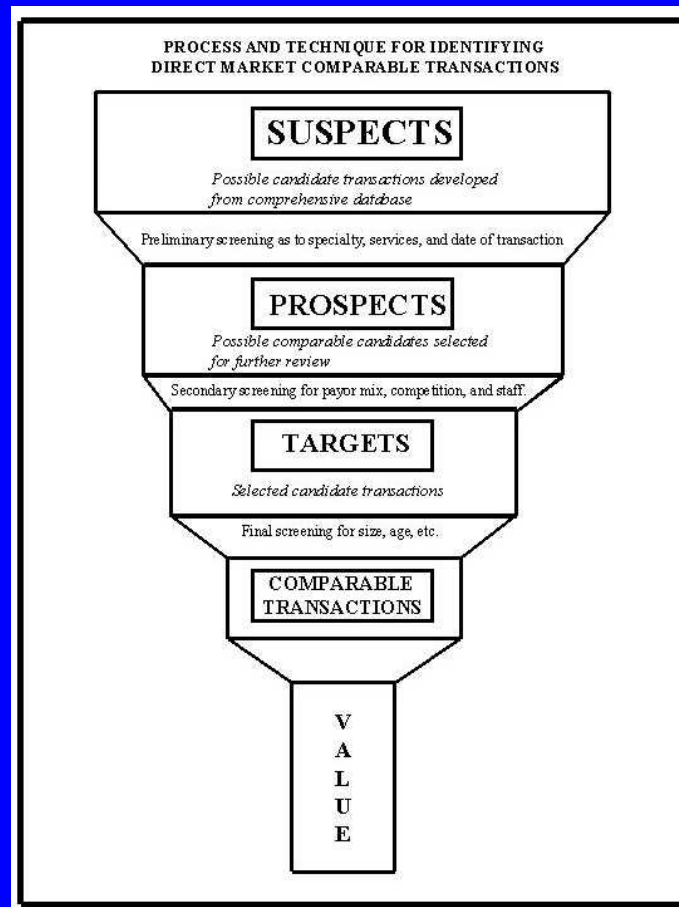 PROCESS AND TECHNIQUE FOR IDENTIFYING
DIRECT MARKET COMPARABLE TRANSACTIONS
SUSPECTS
Possible candidate transactions developed
from comprehensive database
Preliminary screening as to specialty, services, and date of transaction
PROSPECTS
Possible comparable candidates selected
for further review
Secondary screening for payor mix, competition, and staff.
TARGETS
Selected candidate transactions
Final screening for size, age, etc.
COMPARABLE
TRANSACTIONS
V
A
L
U
E